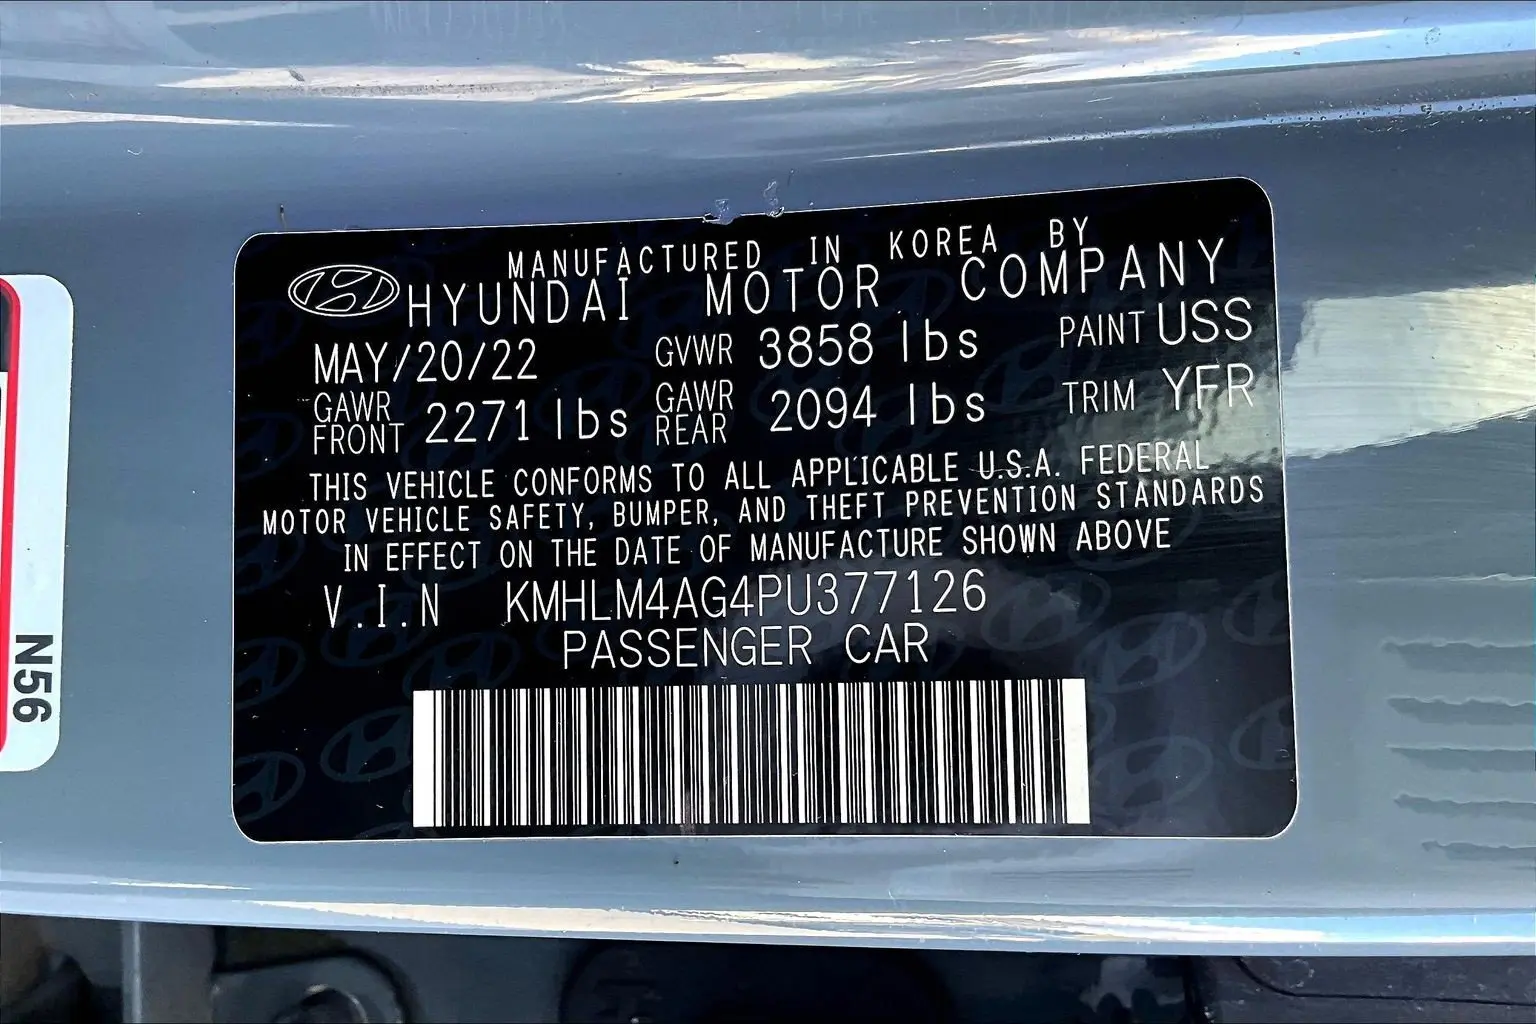 MANUFACTURED IN KOREA BY
HYUNDAI MOTOR COMPANY
MAY/20/22 GVWR 3858 lbs PAINT USS
GAWR FRONT 2271 lbs GAWR REAR 2094 lbs TRIM YFR
THIS VEHICLE CONFORMS TO ALL APPLICABLE U.S.A. FEDERAL
MOTOR VEHICLE SAFETY, BUMPER, AND THEFT PREVENTION STANDARDS
IN EFFECT ON THE DATE OF MANUFACTURE SHOWN ABOVE
V.I.N KMHLM4AG4PU377126
PASSENGER CAR
N56